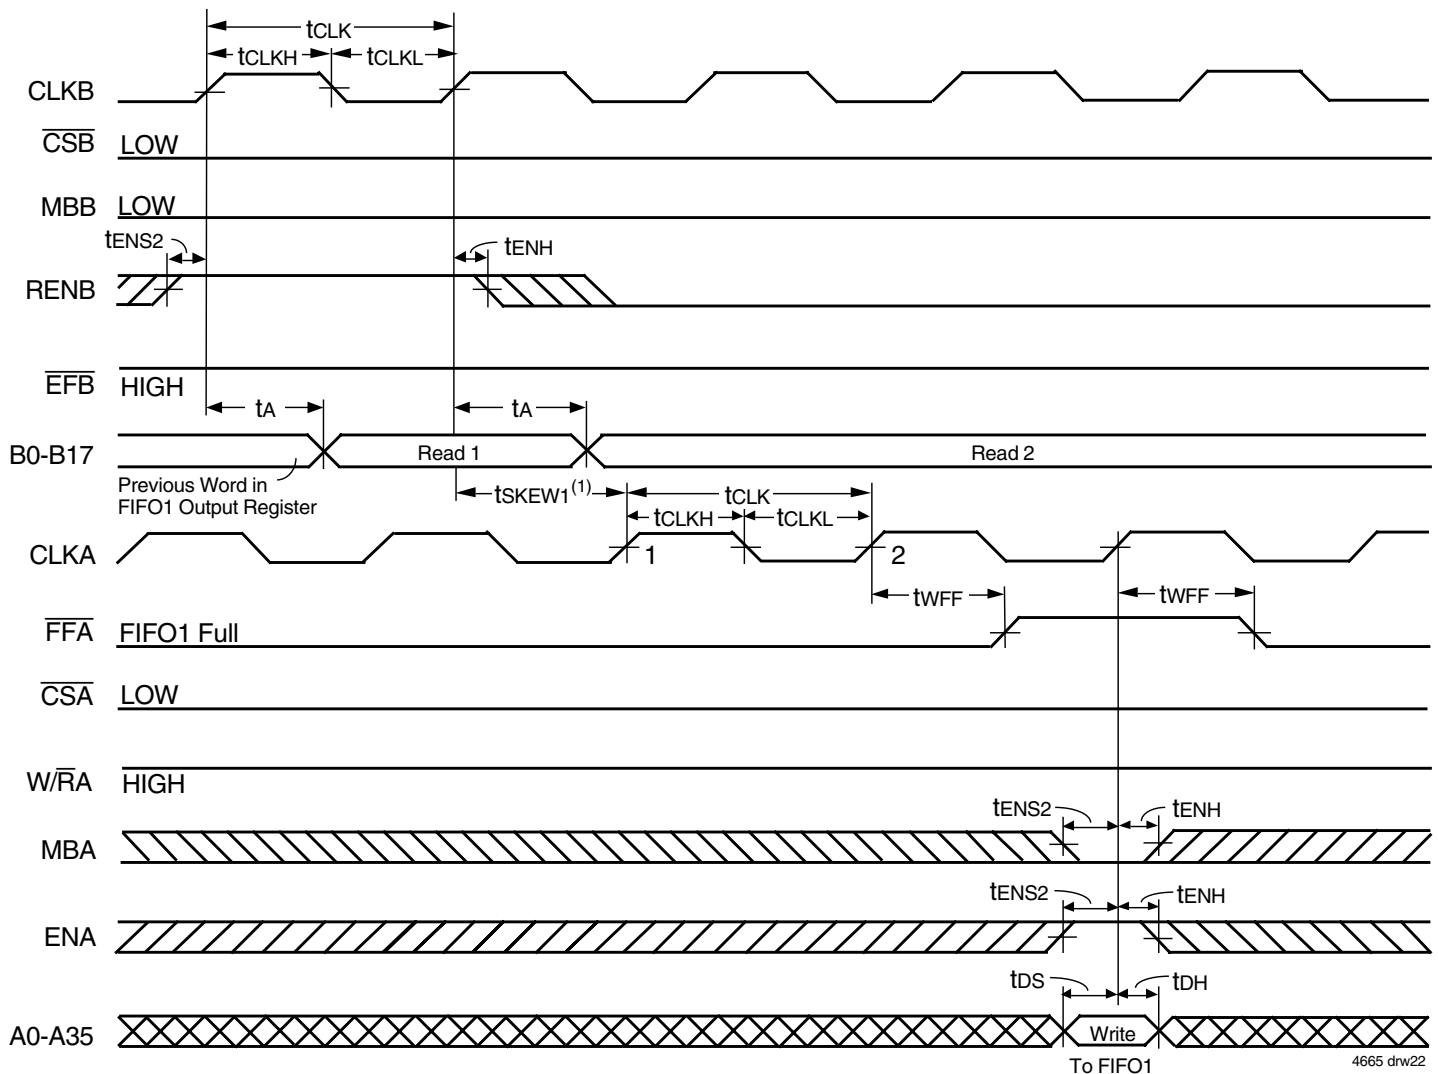 tCLK
tCLKH tCLKL
CLKB
CSB LOW
MBB LOW
tENS2 tENH
RENB
EFB HIGH
tA tA
B0-B17 Read 1 Read 2
Previous Word in
FIFO1 Output Register
tSKEW1(1) tCLK
tCLKH tCLKL
CLKA 1 2
tWFF tWFF
FFA FIFO1 Full
CSA LOW
W/RA HIGH
tENS2 tENH
MBA
tENS2 tENH
ENA
tDS tDH
A0-A35 Write
To FIFO1
4665 drw22